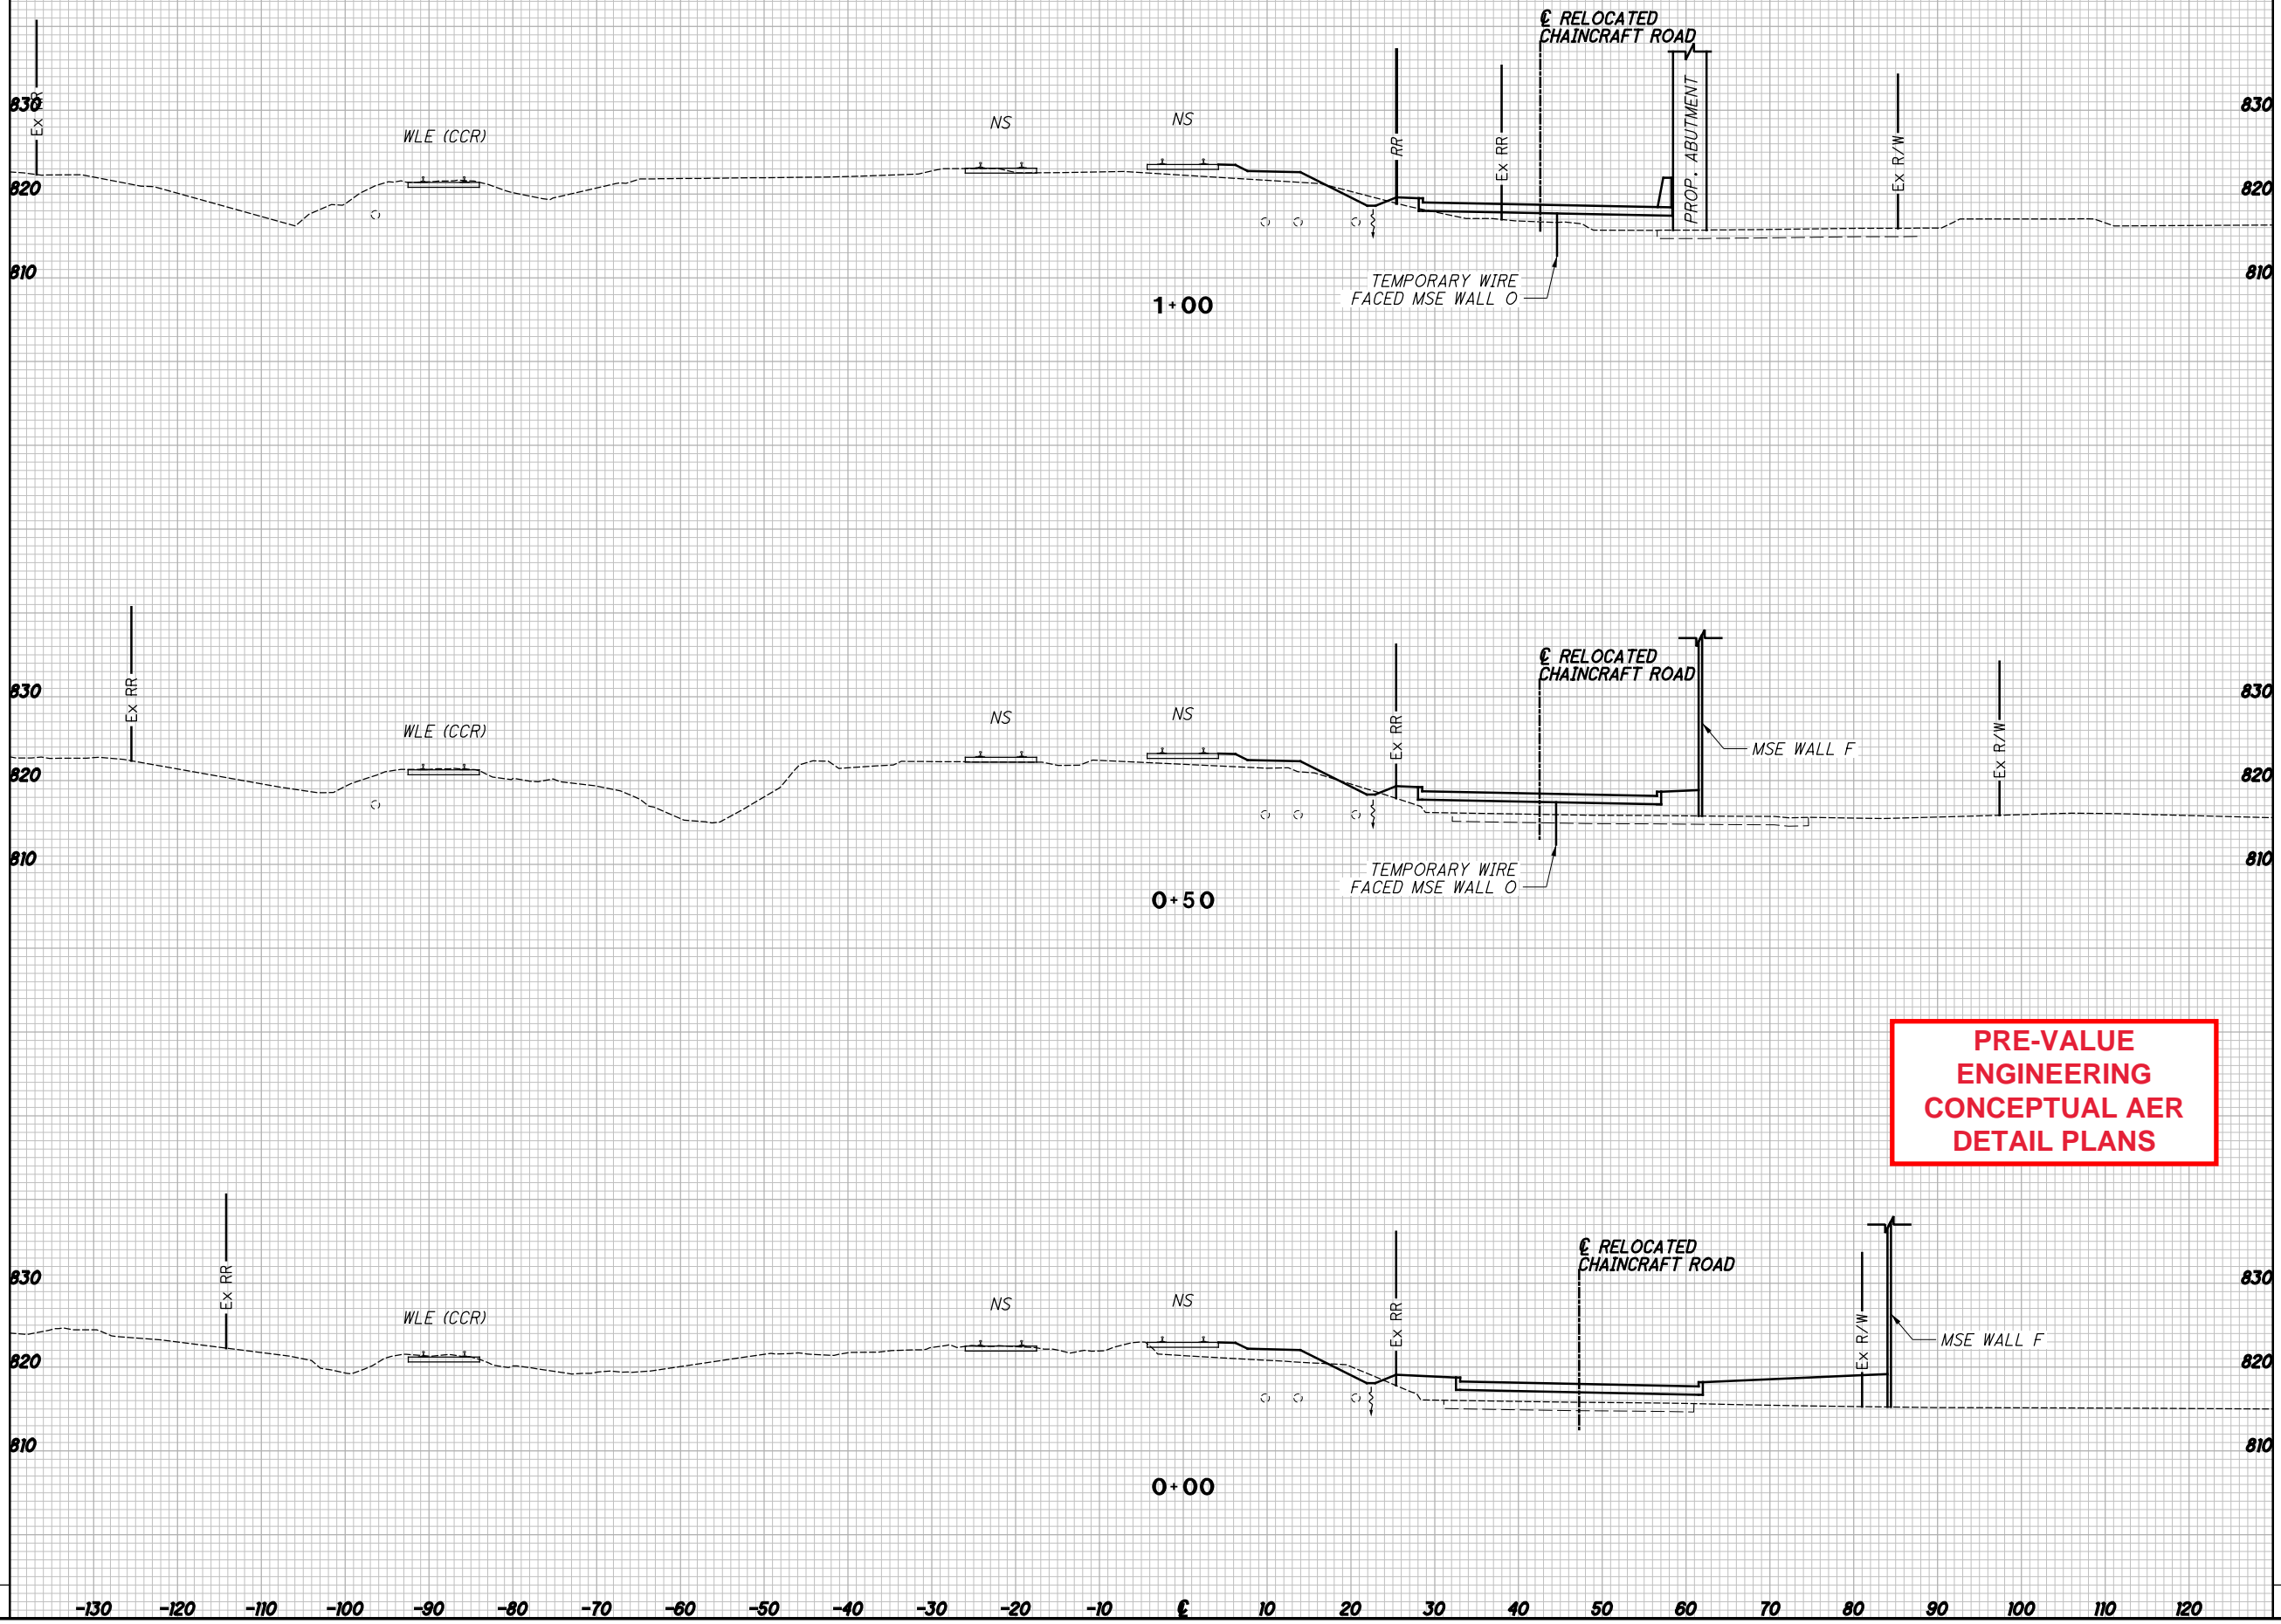 ℄ RELOCATED
CHAINCRAFT ROAD
830
Ex RR
WLE (CCR)
NS
NS
RR
Ex RR
PROP. ABUTMENT
Ex R/W
830
820
820
810
810
TEMPORARY WIRE
FACED MSE WALL O
1+00
℄ RELOCATED
CHAINCRAFT ROAD
830
Ex RR
WLE (CCR)
NS
NS
Ex RR
MSE WALL F
Ex R/W
830
820
820
810
810
TEMPORARY WIRE
FACED MSE WALL O
0+50
PRE-VALUE
ENGINEERING
CONCEPTUAL AER
DETAIL PLANS
℄ RELOCATED
CHAINCRAFT ROAD
830
Ex RR
WLE (CCR)
NS
NS
Ex RR
Ex R/W
MSE WALL F
830
820
820
810
810
0+00
-130 -120 -110 -100 -90 -80 -70 -60 -50 -40 -30 -20 -10 ℄ 10 20 30 40 50 60 70 80 90 100 110 120